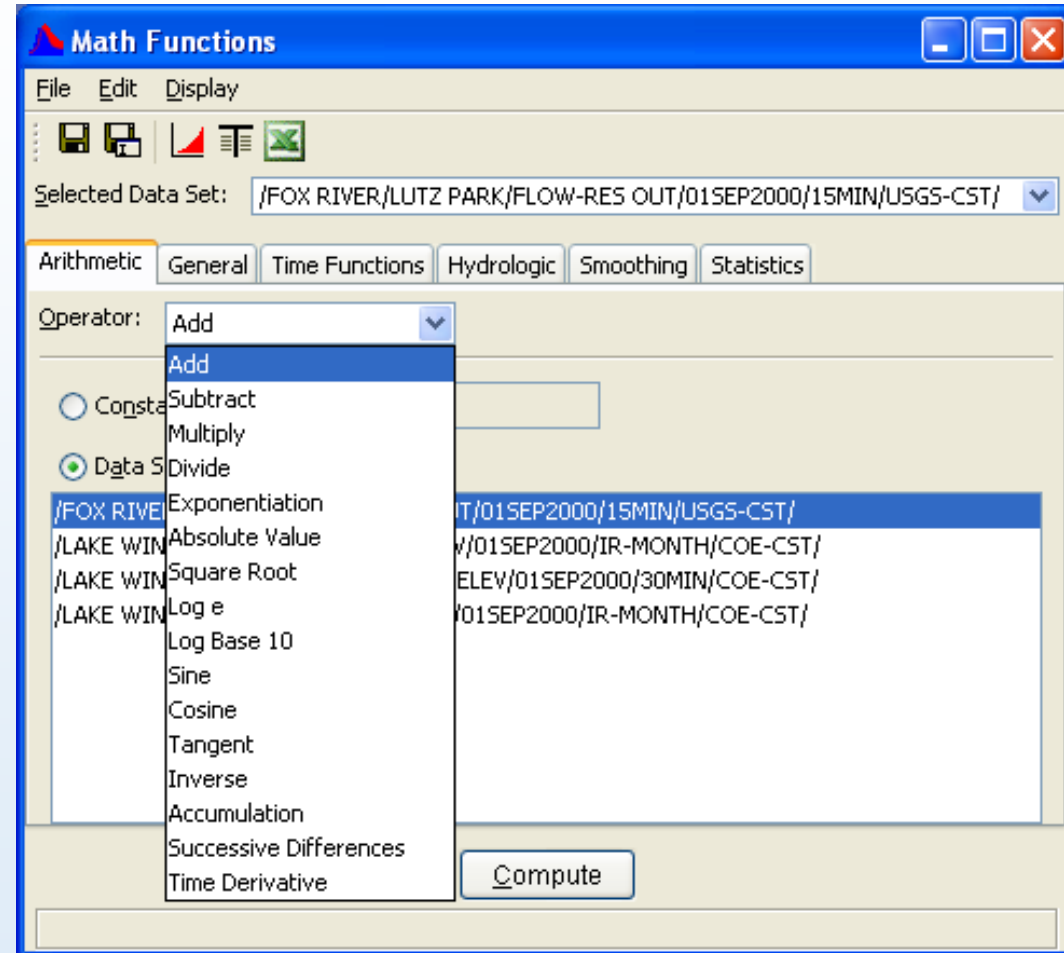 Math Functions
File Edit Display
Selected Data Set: /FOX RIVER/LUTZ PARK/FLOW-RES OUT/01SEP2000/15MIN/USGS-CST/
Arithmetic General Time Functions Hydrologic Smoothing Statistics
Operator: Add
Add
Subtract
Multiply
Divide
Exponentiation
Absolute Value
Square Root
Log e
Log Base 10
Sine
Cosine
Tangent
Inverse
Accumulation
Successive Differences
Time Derivative
Data S
/FOX RIVE T/01SEP2000/15MIN/USGS-CST/
/LAKE WIN V/01SEP2000/IR-MONTH/COE-CST/
/LAKE WIN ELEV/01SEP2000/30MIN/COE-CST/
/LAKE WIN /01SEP2000/IR-MONTH/COE-CST/
Compute